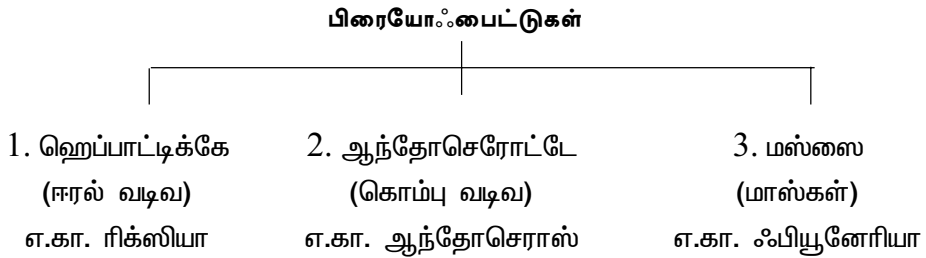 பிரையோஃபைட்டுகள்
1. ஹெப்பாட்டிக்கே 2. ஆந்தோசெரோட்டே 3. மஸ்ஸை
(ஈரல் வடிவ) (கொம்பு வடிவ) (மாஸ்கள்)
எ.கா. ரிக்ஸியா எ.கா. ஆந்தோசெராஸ் எ.கா. ஃபியூனேரியா